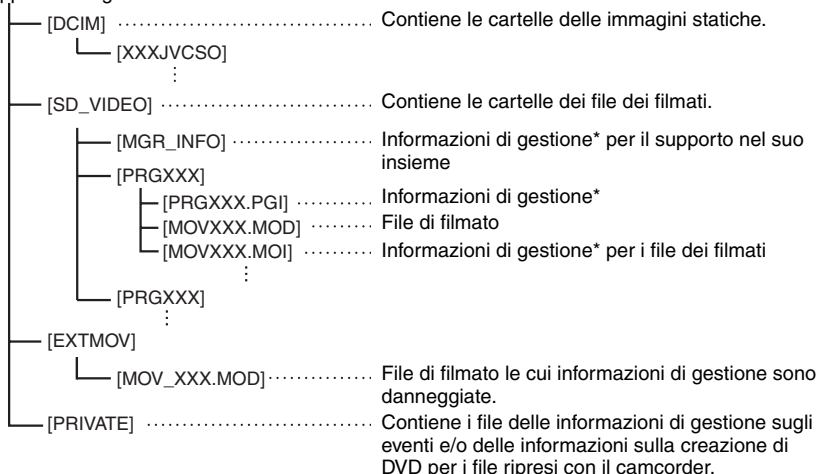 [DCIM] Contiene le cartelle delle immagini statiche.
[XXXJVCSO]
[SD_VIDEO] Contiene le cartelle dei file dei filmati.
[MGR_INFO] Informazioni di gestione* per il supporto nel suo
insieme
[PRGXXX]
[PRGXXX.PGI] Informazioni di gestione*
[MOVXXX.MOD] File di filmato
[MOVXXX.MOI] Informazioni di gestione* per i file dei filmati
[PRGXXX]
[EXTMOV]
[MOV_XXX.MOD] File di filmato le cui informazioni di gestione sono
danneggiate.
[PRIVATE] Contiene i file delle informazioni di gestione sugli
eventi e/o delle informazioni sulla creazione di
DVD per i file ripresi con il camcorder.